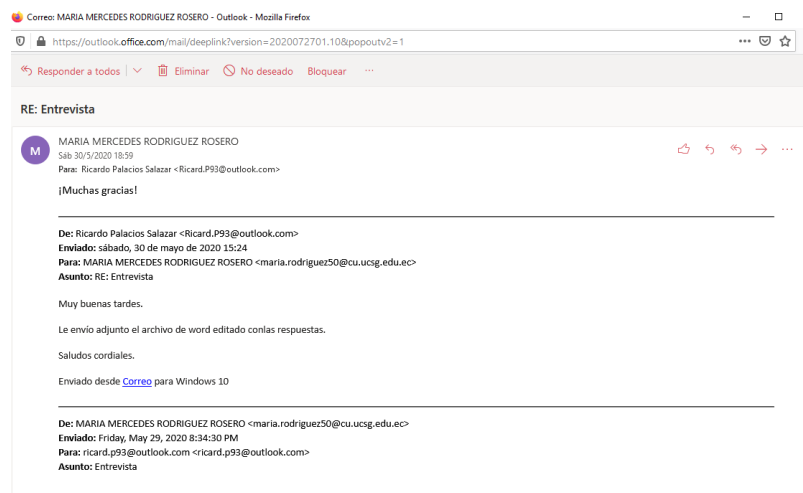 Correo: MARIA MERCEDES RODRIGUEZ ROSERO - Outlook - Mozilla Firefox
https://outlook.office.com/mail/deeplink?version=2020072701.10&popoutv2=1
Responder a todos Eliminar No deseado Bloquear ...
RE: Entrevista
M
MARIA MERCEDES RODRIGUEZ ROSERO
Sáb 30/5/2020 18:59
Para: Ricardo Palacios Salazar <Ricard.P93@outlook.com>
¡Muchas gracias!
De: Ricardo Palacios Salazar <Ricard.P93@outlook.com>
Enviado: sábado, 30 de mayo de 2020 15:24
Para: MARIA MERCEDES RODRIGUEZ ROSERO <maria.rodriguez50@cu.ucsg.edu.ec>
Asunto: RE: Entrevista
Muy buenas tardes.
Le envío adjunto el archivo de word editado conlas respuestas.
Saludos cordiales.
Enviado desde Correo para Windows 10
De: MARIA MERCEDES RODRIGUEZ ROSERO <maria.rodriguez50@cu.ucsg.edu.ec>
Enviado: Friday, May 29, 2020 8:34:30 PM
Para: ricard.p93@outlook.com <ricard.p93@outlook.com>
Asunto: Entrevista